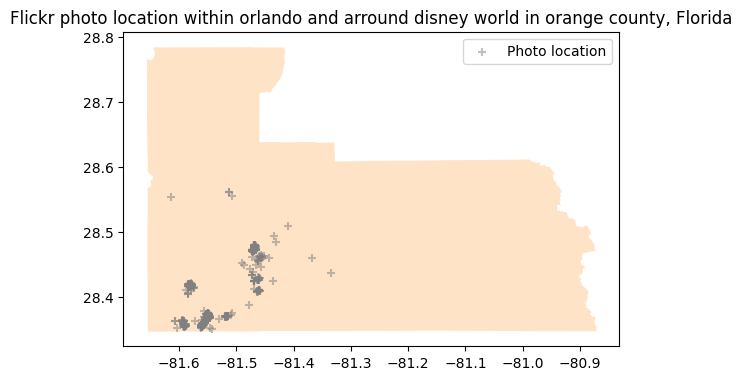 Flickr photo location within orlando and arround disney world in orange county, Florida
Photo location
28.8
28.7
28.6
28.5
28.4
−81.6 −81.5 −81.4 −81.3 −81.2 −81.1 −81.0 −80.9